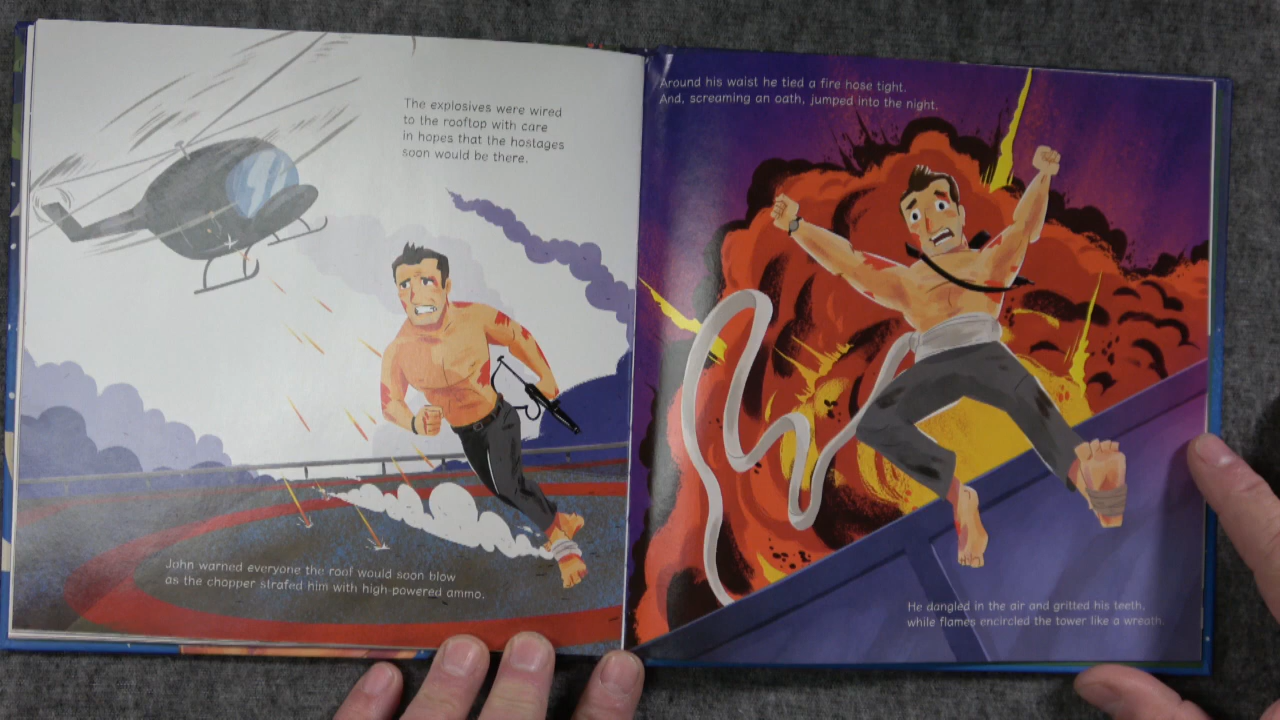 The explosives were wired
to the rooftop with care
in hopes that the hostages
soon would be there.
John warned everyone the roof would soon blow
as the chopper strafed him with high-powered ammo.
Around his waist he tied a fire hose tight.
And, screaming an oath, jumped into the night.
He dangled in the air and gritted his teeth,
while flames encircled the tower like a wreath.